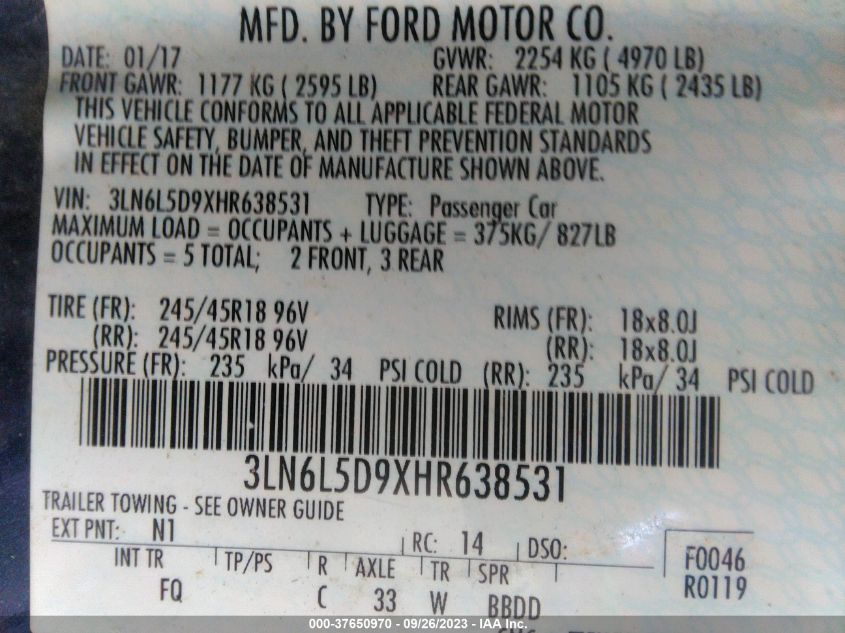 MFD. BY FORD MOTOR CO.
DATE: 01/17 GVWR: 2254 KG ( 4970 LB)
FRONT GAWR: 1177 KG ( 2595 LB) REAR GAWR: 1105 KG ( 2435 LB)
THIS VEHICLE CONFORMS TO ALL APPLICABLE FEDERAL MOTOR
VEHICLE SAFETY, BUMPER, AND THEFT PREVENTION STANDARDS
IN EFFECT ON THE DATE OF MANUFACTURE SHOWN ABOVE.
VIN: 3LN6L5D9XHR638531 TYPE: Passenger Car
MAXIMUM LOAD = OCCUPANTS + LUGGAGE = 375KG/ 827LB
OCCUPANTS = 5 TOTAL; 2 FRONT, 3 REAR
TIRE (FR): 245/45R18 96V RIMS (FR): 18x8.0J
(RR): 245/45R18 96V (RR): 18x8.0J
PRESSURE (FR): 235 kPa/ 34 PSI COLD (RR): 235 kPa/ 34 PSI COLD
3LN6L5D9XHR638531
TRAILER TOWING - SEE OWNER GUIDE
EXT PNT: N1 RC: 14 DSO: F0046
INT TR TP/PS R AXLE TR SPR R0119
FQ C 33 W BBDD
000-37650970 - 09/26/2023 - Copyright IAA, Inc.